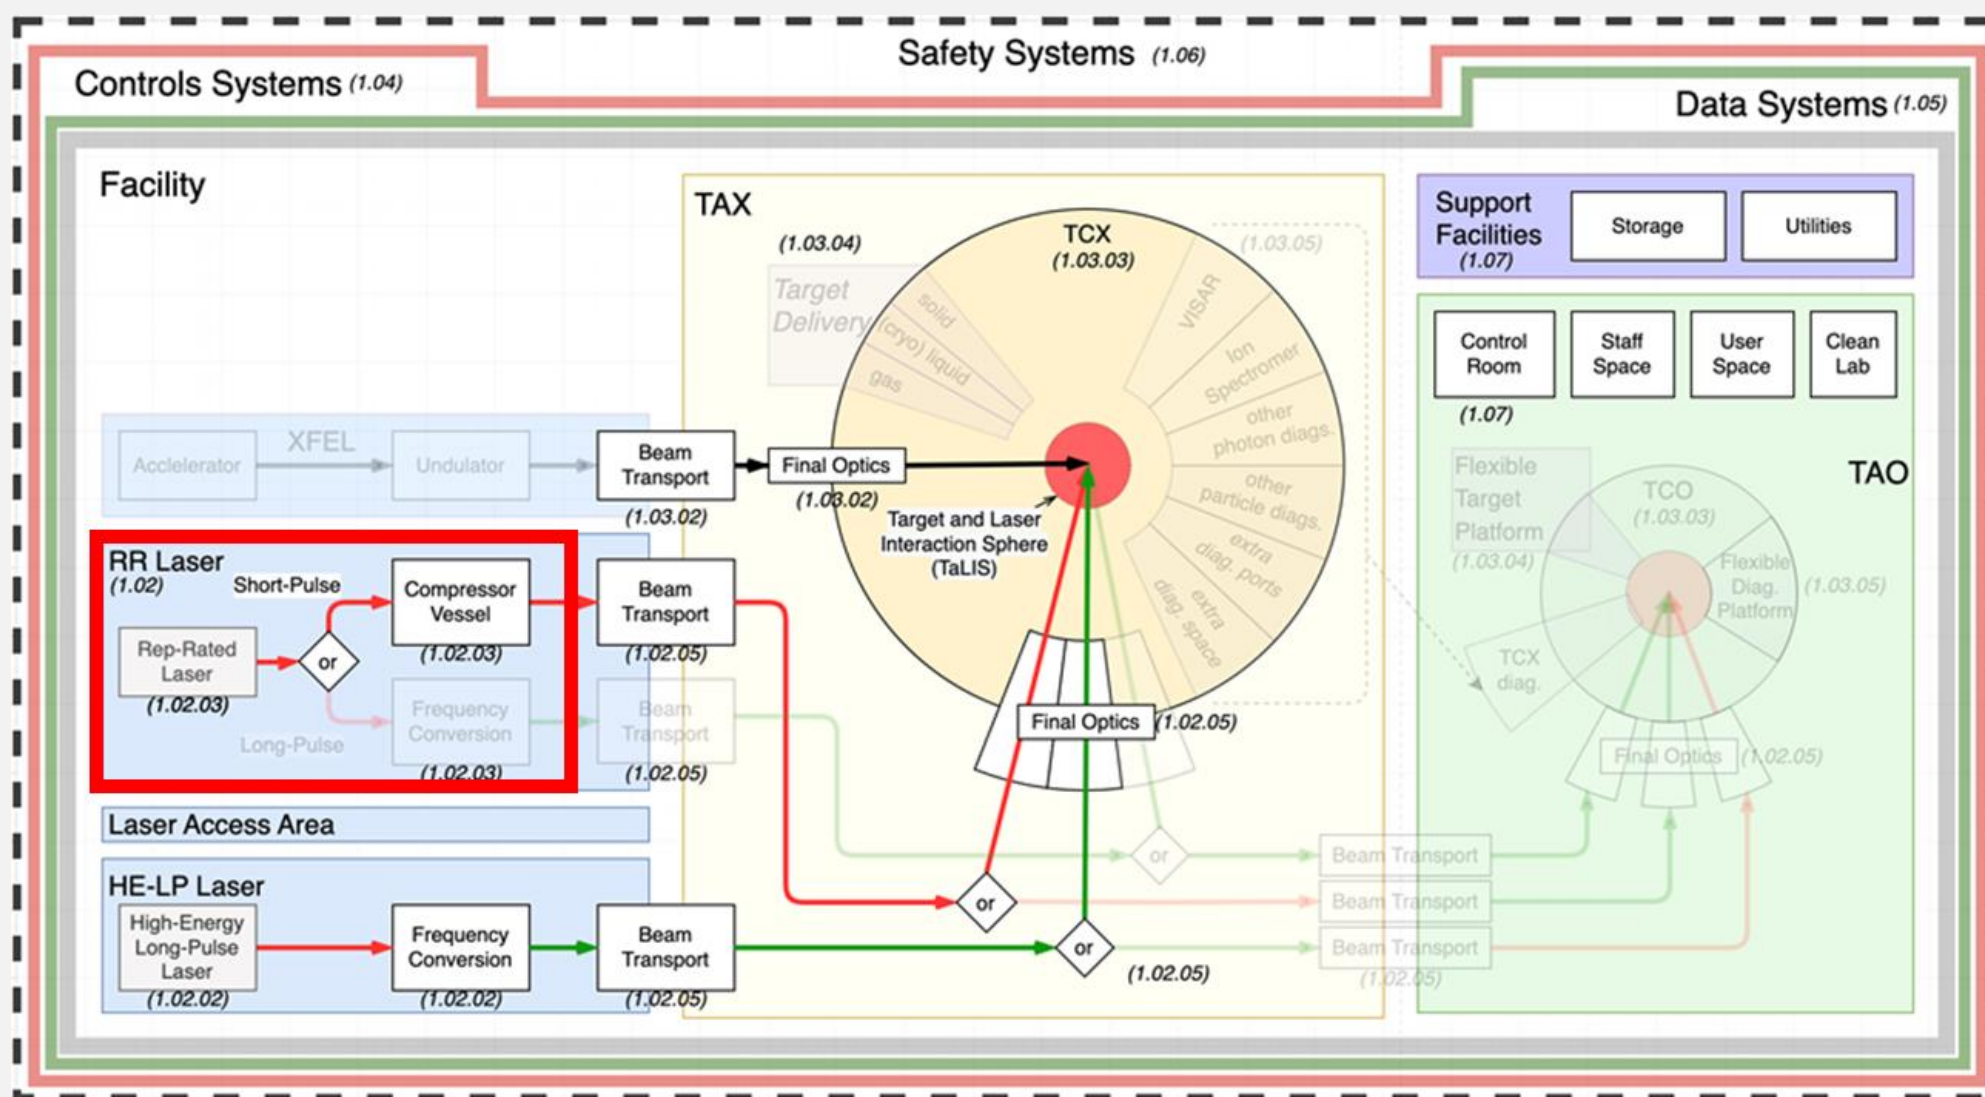 Safety Systems (1.06)
Controls Systems (1.04)
Data Systems (1.05)
Facility
TAX
(1.03.04)
Target
Delivery
solid
(cryo) liquid
gas
TCX
(1.03.03)
(1.03.05)
VISAR
Ion
Spectromer
other
photon diags.
other
particle diags.
extra
diag. ports
extra
diag. space
Support
Facilities
(1.07)
Storage
Utilities
Control
Room
(1.07)
Staff
Space
User
Space
Clean
Lab
XFEL
Acclelerator
Undulator
Beam
Transport
(1.03.02)
Final Optics
(1.03.02)
Target and Laser
Interaction Sphere
(TaLIS)
RR Laser
(1.02)
Short-Pulse
Compressor
Vessel
(1.02.03)
Beam
Transport
(1.02.05)
Rep-Rated
Laser
(1.02.03)
or
Long-Pulse
Frequency
Conversion
(1.02.03)
Beam
Transport
(1.02.05)
Final Optics (1.02.05)
Laser Access Area
HE-LP Laser
High-Energy
Long-Pulse
Laser
(1.02.02)
Frequency
Conversion
(1.02.02)
Beam
Transport
(1.02.05)
or
or
or
(1.02.05)
Beam Transport
Beam Transport
Beam Transport
(1.02.05)
TAO
Flexible
Target
Platform
(1.03.04)
TCO
(1.03.03)
Flexible
Diag.
Platform
(1.03.05)
TCX
diag.
Final Optics (1.02.05)